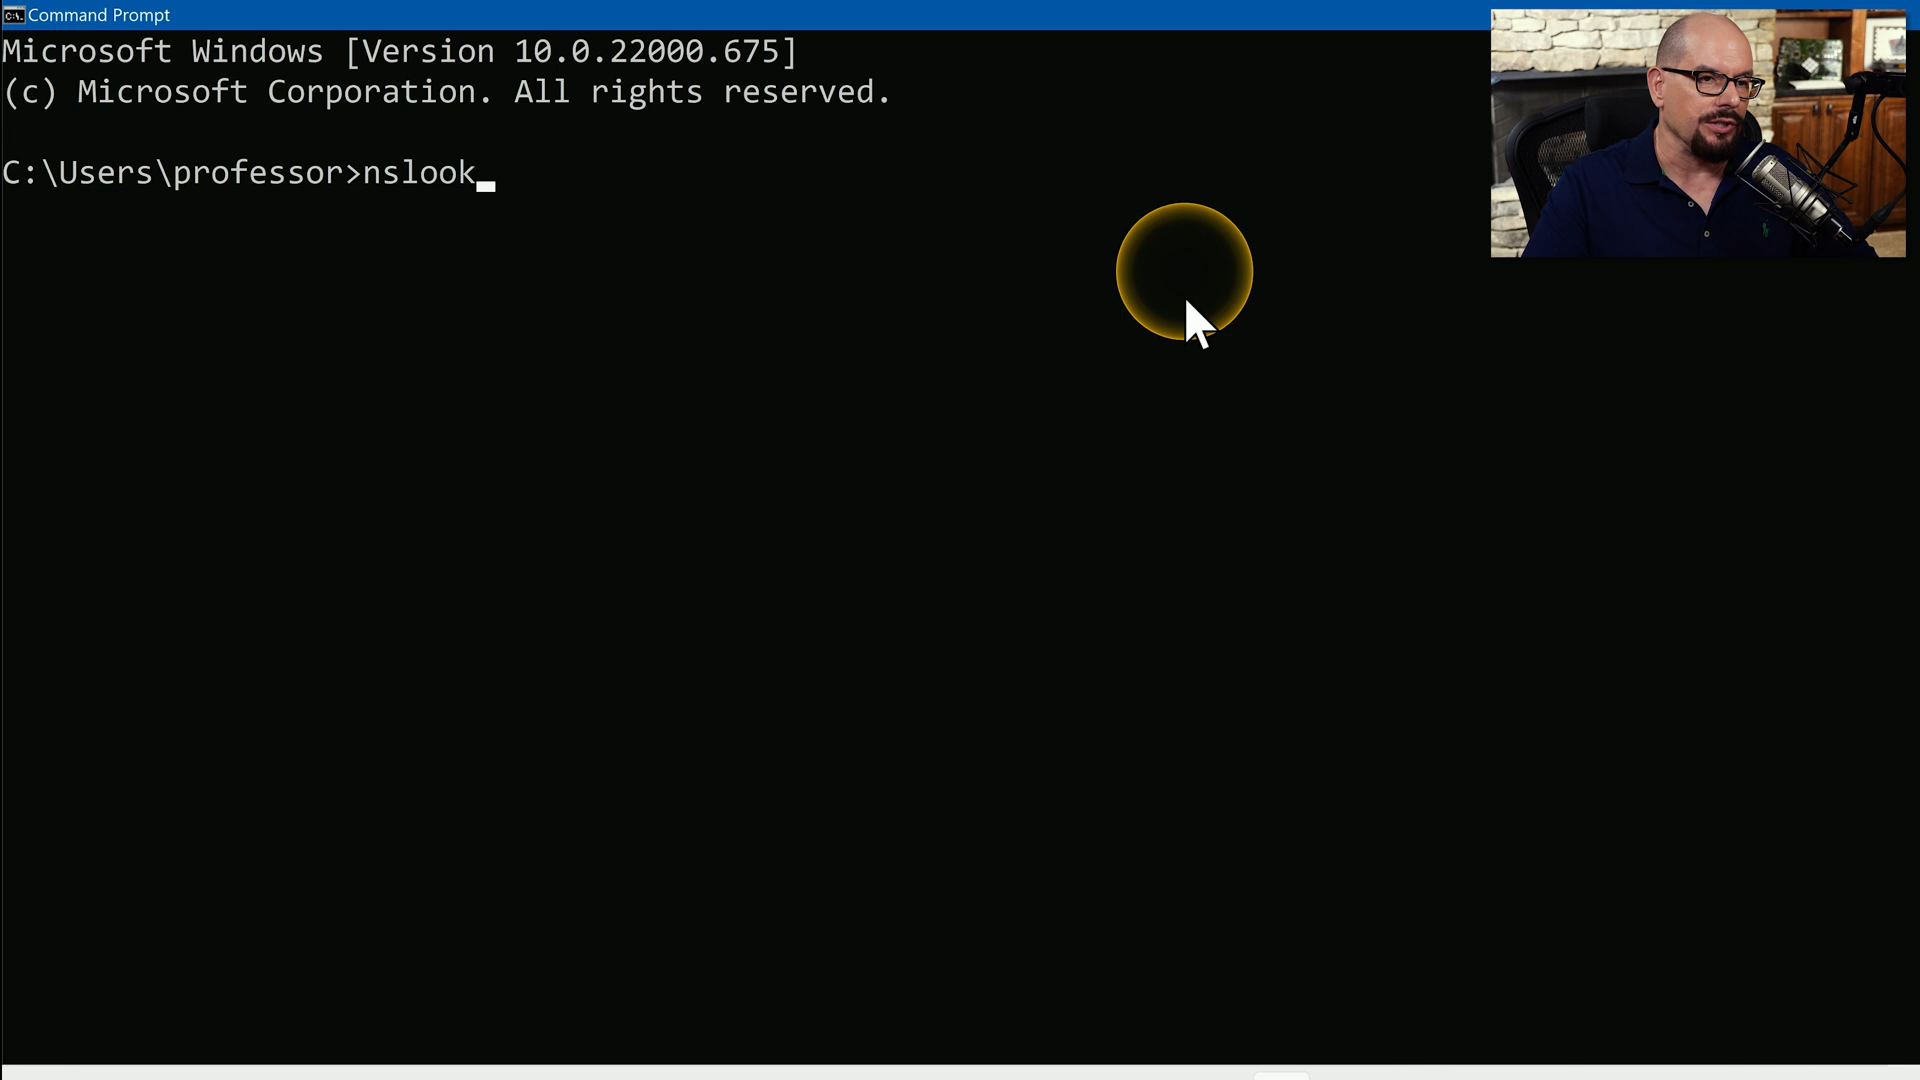 Command Prompt
Microsoft Windows [Version 10.0.22000.675]
(c) Microsoft Corporation. All rights reserved.
C:\Users\professor>nslook